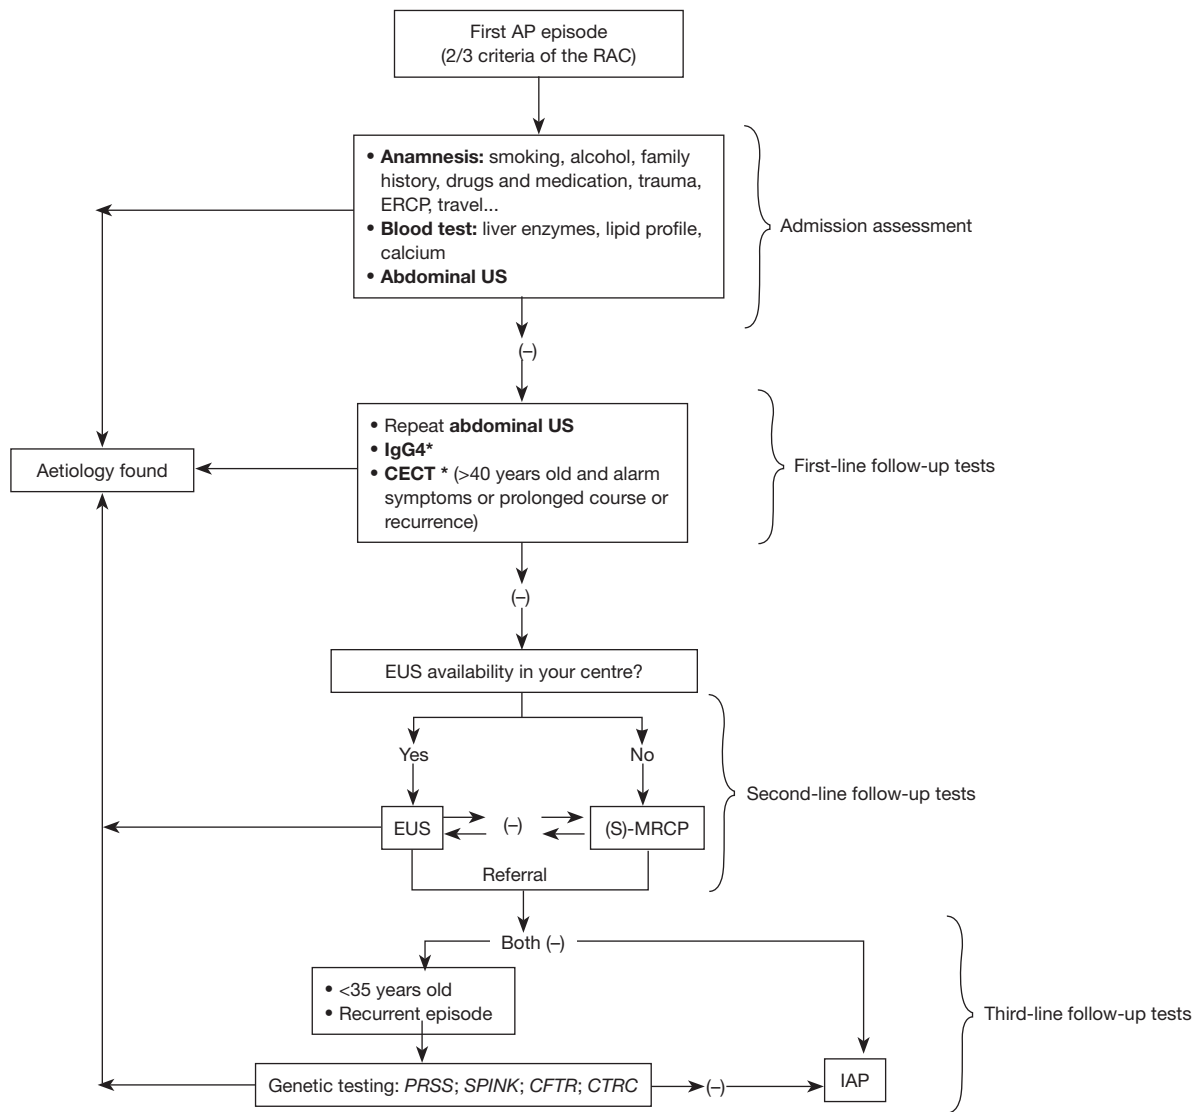 First AP episode
(2/3 criteria of the RAC)
• Anamnesis: smoking, alcohol, family
history, drugs and medication, trauma,
ERCP, travel...
• Blood test: liver enzymes, lipid profile,
calcium
• Abdominal US
Admission assessment
(–)
• Repeat abdominal US
• IgG4*
• CECT * (>40 years old and alarm
symptoms or prolonged course or
recurrence)
First-line follow-up tests
Aetiology found
(–)
EUS availability in your centre?
Yes
No
Second-line follow-up tests
EUS
(–)
(S)-MRCP
Referral
Both (–)
• <35 years old
• Recurrent episode
Third-line follow-up tests
Genetic testing: PRSS; SPINK; CFTR; CTRC
(–)
IAP